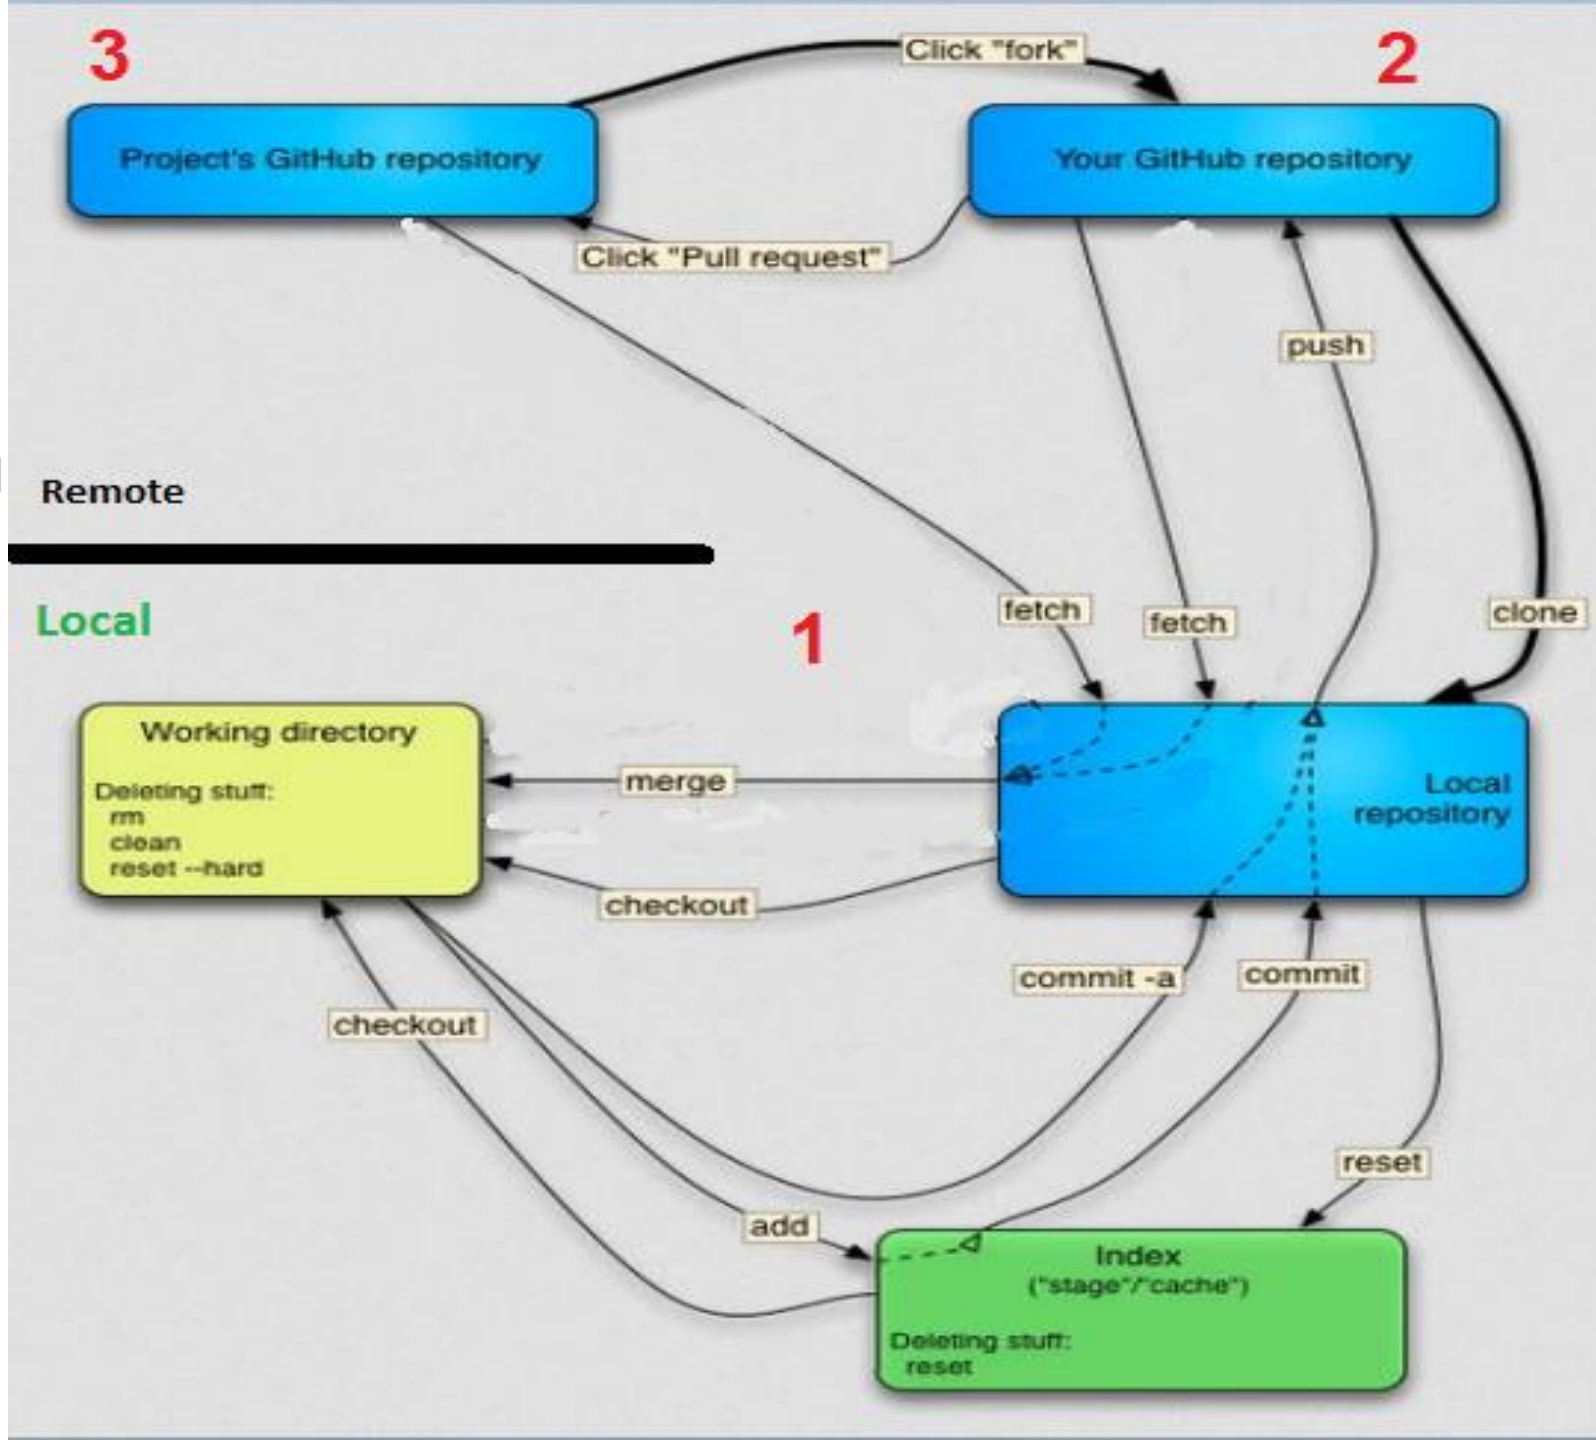 3
Click "fork"
2
Project's GitHub repository
Your GitHub repository
Click "Pull request"
push
Remote
Local
fetch
fetch
clone
1
Working directory
Deleting stuff:
rm
clean
reset --hard
merge
Local
repository
checkout
commit -a
commit
checkout
reset
add
Index
("stage"/"cache")
Deleting stuff:
reset